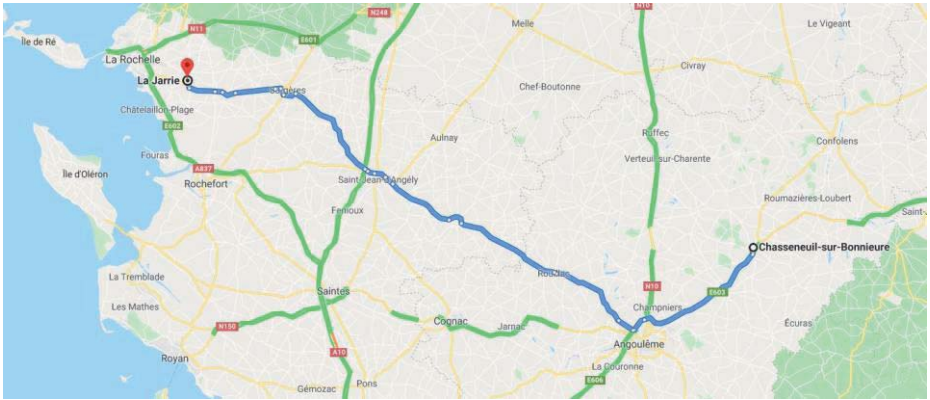 N11
N248
N10
Île de Ré
E601
Melle
Le Vigeant
La Rochelle
La Jarrie
Surgères
Civray
Chef-Boutonne
Châtelaillon-Plage
E602
Aulnay
Ruffec
Confolens
Fouras
A837
Verteuil-sur-Charente
Île d'Oléron
Rochefort
Saint-Jean-d'Angély
Roumazières-Loubert
Fenioux
Saint-J
Chasseneuil-sur-Bonnieure
La Tremblade
Rouillac
Saintes
N10
E603
Les Mathes
Champniers
N150
Cognac
Jarnac
Écuras
Royan
A10
Angoulême
La Couronne
Gémozac
Pons
E606